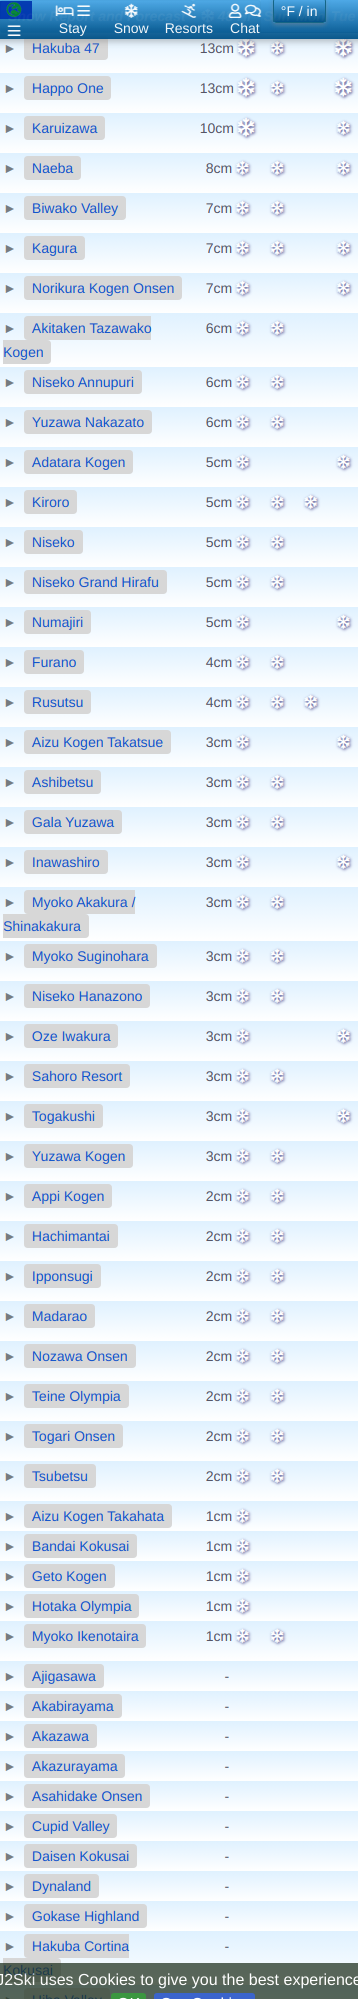 Stay
Snow
Resorts
Chat
°F / in
Hakuba 47 13cm
Happo One 13cm
Karuizawa 10cm
Naeba 8cm
Biwako Valley 7cm
Kagura 7cm
Norikura Kogen Onsen 7cm
Akitaken Tazawako 6cm
Kogen
Niseko Annupuri 6cm
Yuzawa Nakazato 6cm
Adatara Kogen 5cm
Kiroro 5cm
Niseko 5cm
Niseko Grand Hirafu 5cm
Numajiri 5cm
Furano 4cm
Rusutsu 4cm
Aizu Kogen Takatsue 3cm
Ashibetsu 3cm
Gala Yuzawa 3cm
Inawashiro 3cm
Myoko Akakura / 3cm
Shinakakura
Myoko Suginohara 3cm
Niseko Hanazono 3cm
Oze Iwakura 3cm
Sahoro Resort 3cm
Togakushi 3cm
Yuzawa Kogen 3cm
Appi Kogen 2cm
Hachimantai 2cm
Ipponsugi 2cm
Madarao 2cm
Nozawa Onsen 2cm
Teine Olympia 2cm
Togari Onsen 2cm
Tsubetsu 2cm
Aizu Kogen Takahata 1cm
Bandai Kokusai 1cm
Geto Kogen 1cm
Hotaka Olympia 1cm
Myoko Ikenotaira 1cm
Ajigasawa -
Akabirayama -
Akazawa -
Akazurayama -
Asahidake Onsen -
Cupid Valley -
Daisen Kokusai -
Dynaland -
Gokase Highland -
Hakuba Cortina -
Kokusai
J2Ski uses Cookies to give you the best experience